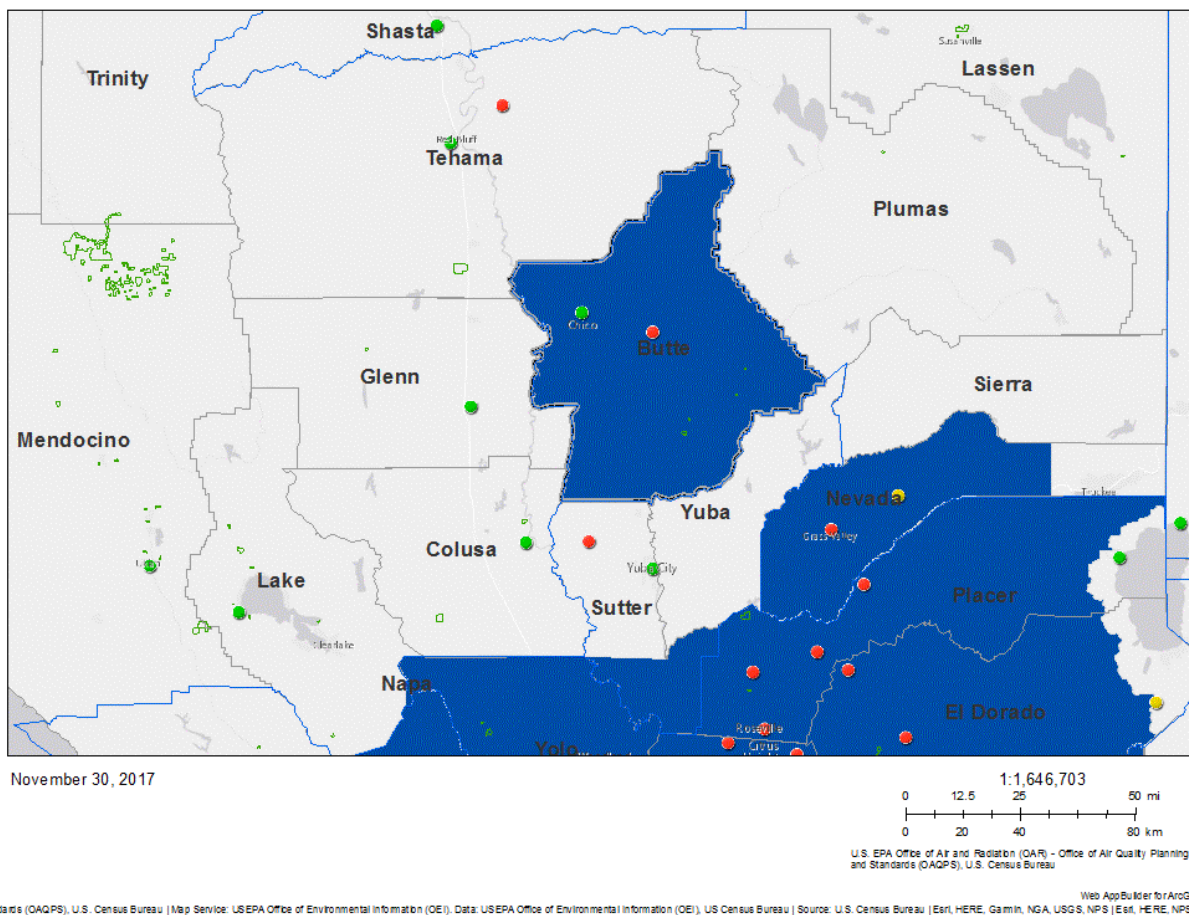 Shasta
Trinity
Susanville
Lassen
Red Bluff
Tehama
Plumas
Chico
Butte
Glenn
Sierra
Mendocino
Nevada
Truckee
Yuba
Grass Valley
Colusa
Ukiah
Lake
Yuba City
Sutter
Placer
Clearlake
Napa
El Dorado
Roseville
Citrus
Yolo
November 30, 2017
1:1,646,703
0 12.5 25 50 mi
0 20 40 80 km
U.S. EPA Office of Air and Radiation (OAR) - Office of Air Quality Planning
and Standards (OAQPS), U.S. Census Bureau
Web AppBuilder for ArcG
dards (OAQPS), U.S. Census Bureau | Map Service: USEPA Office of Environmental Information (OEI). Data: USEPA Office of Environmental Information (OEI), US Census Bureau | Source: U.S. Census Bureau | Esri, HERE, Garmin, NGA, USGS, NPS | Esri, HERE, NPS